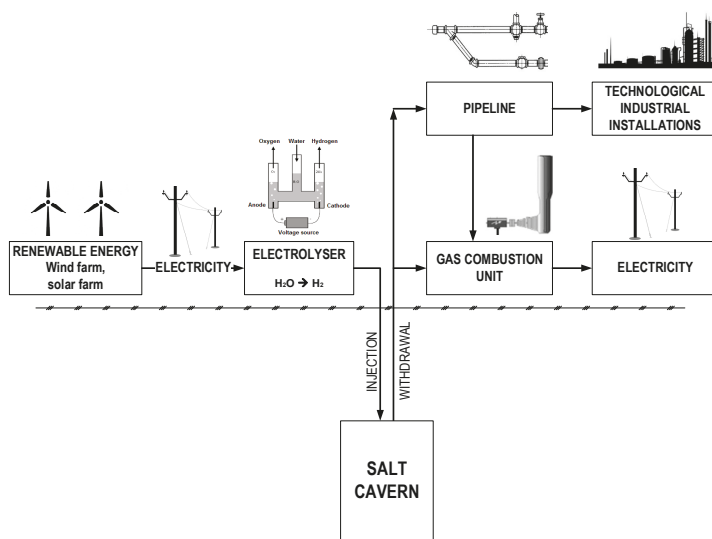 PIPELINE
TECHNOLOGICAL
INDUSTRIAL
INSTALLATIONS
Oxygen Water Hydrogen
Anode Cathode
Voltage source
RENEWABLE ENERGY
Wind farm,
solar farm
ELECTRICITY
ELECTROLYSER
H₂O → H₂
GAS COMBUSTION
UNIT
ELECTRICITY
INJECTION
WITHDRAWAL
SALT
CAVERN